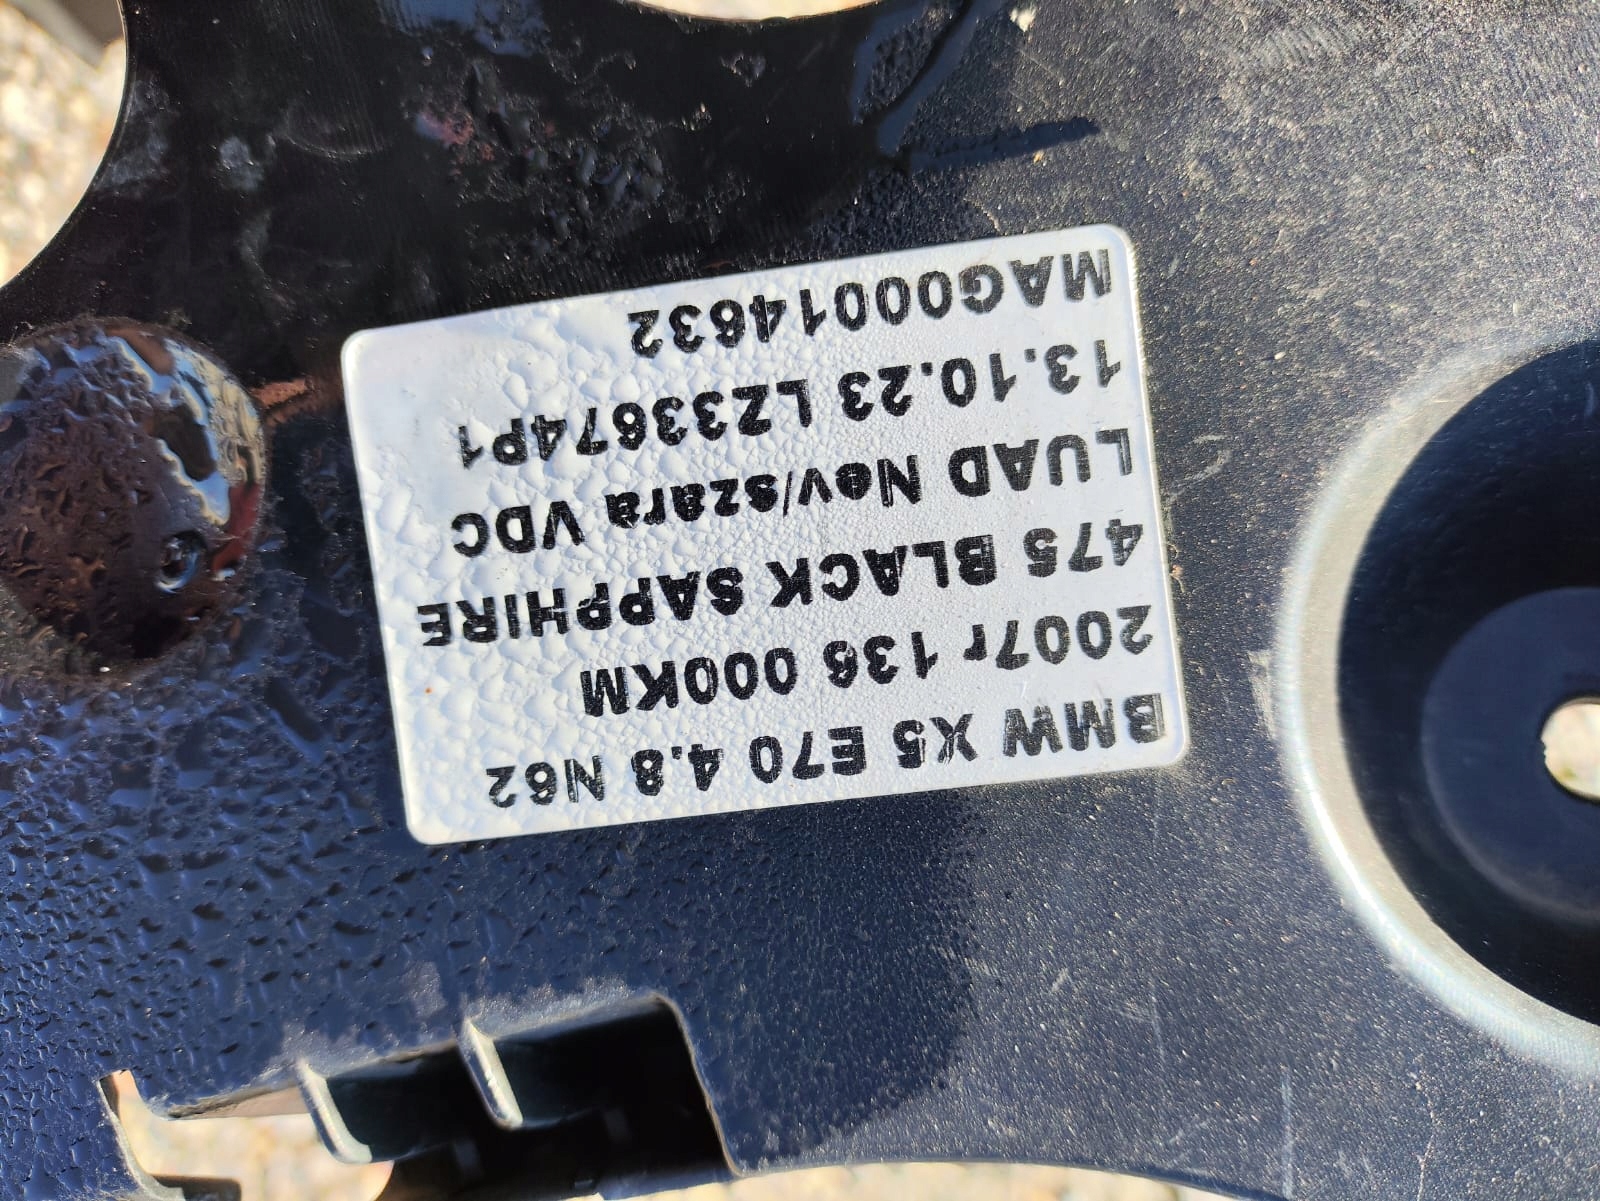 BMW X5 E70 4.8 N62
2007r 136 000KM
475 BLACK SAPPHIRE
LUAD Nev/szara VDC
13.10.23 LZ33674P1
MAG00014632